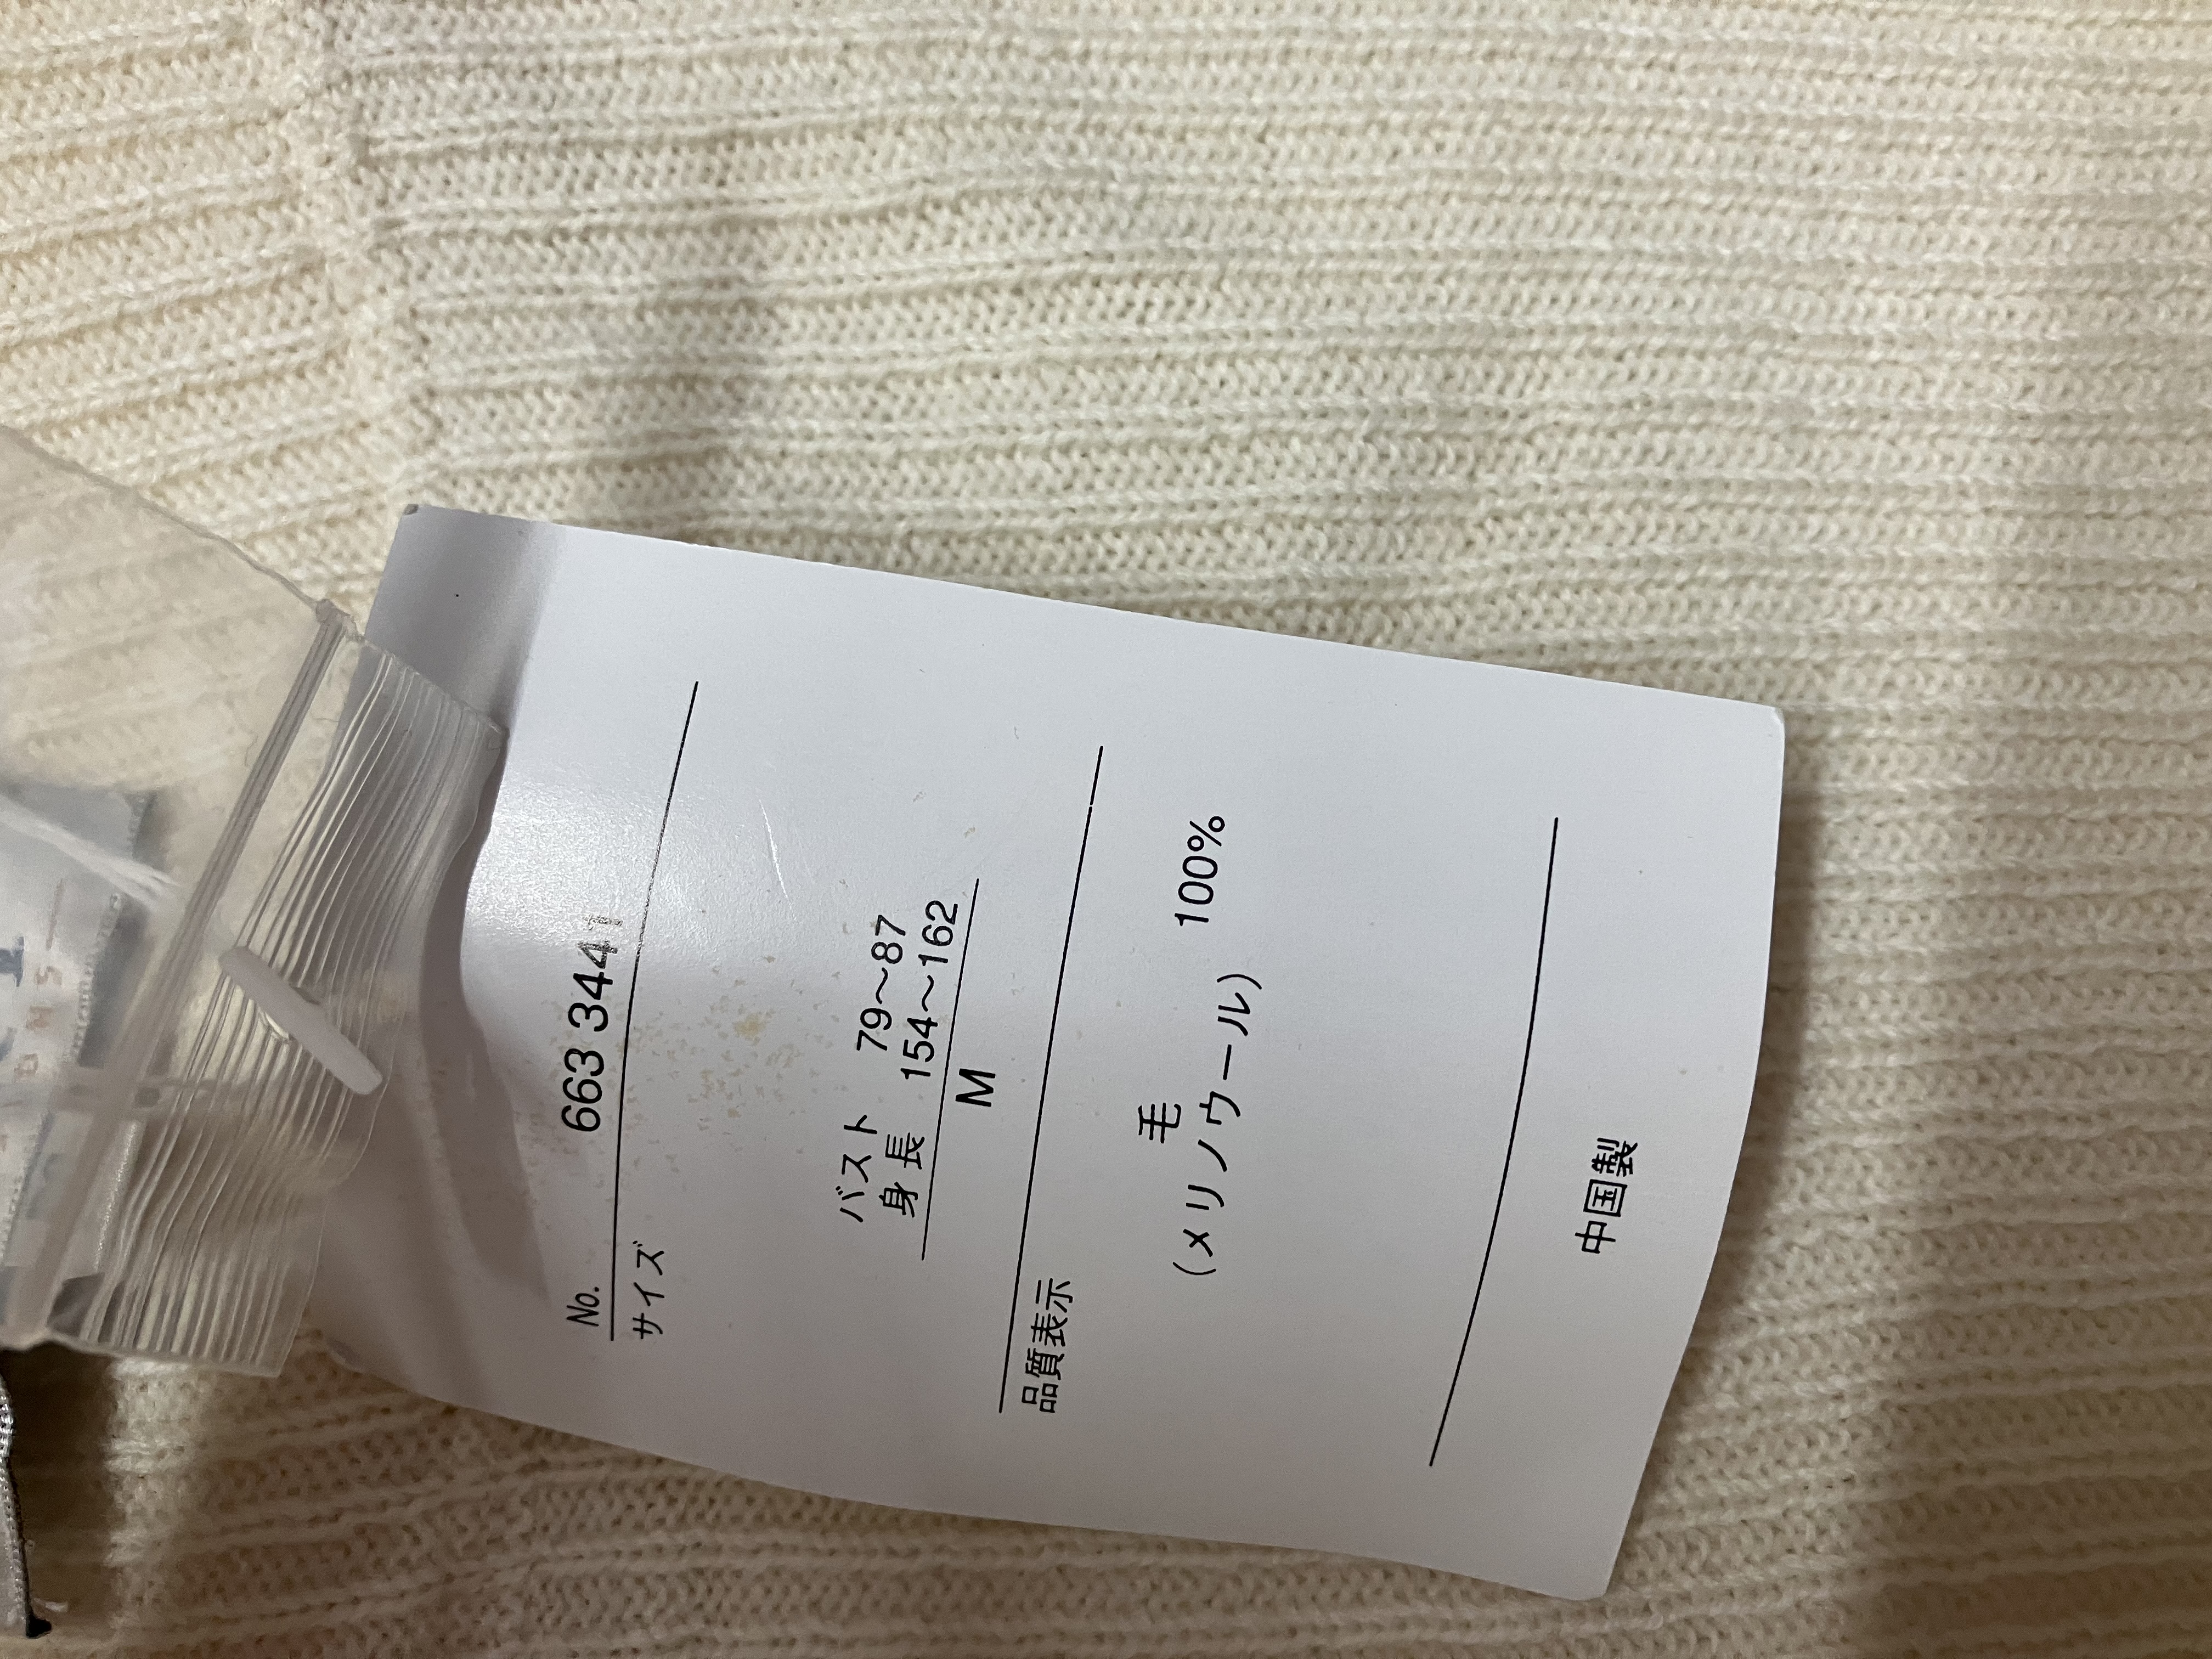 No. 663 3441
サイズ
バスト 79～87
身長 154～162
M
品質表示
毛 100%
(メリノウール)
中国製